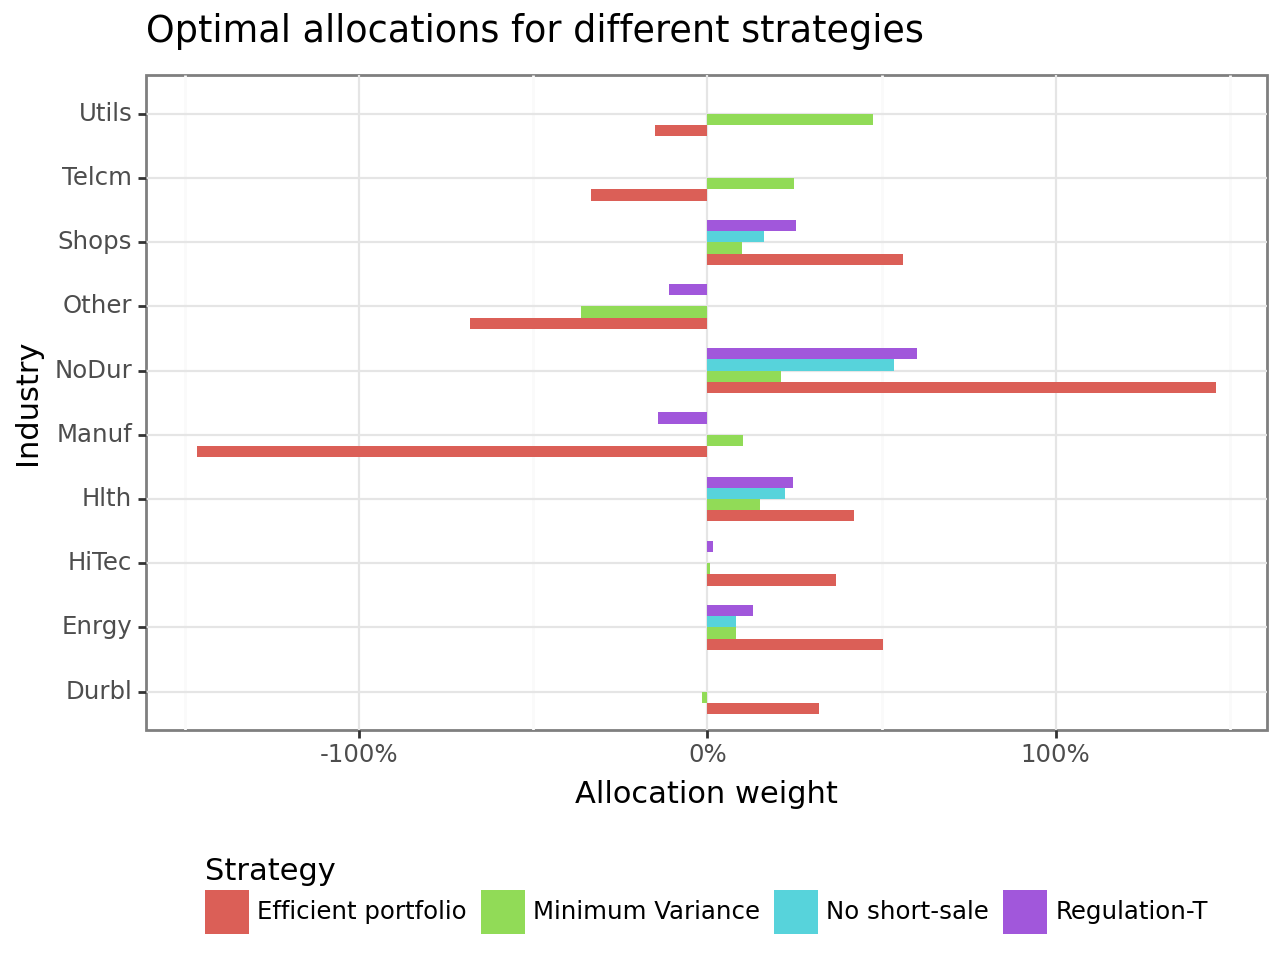 Optimal allocations for different strategies
Utils
Telcm
Shops
Other
NoDur
Manuf
Hlth
HiTec
Enrgy
Durbl
Industry
-100%
0%
100%
Allocation weight
Strategy
Efficient portfolio
Minimum Variance
No short-sale
Regulation-T